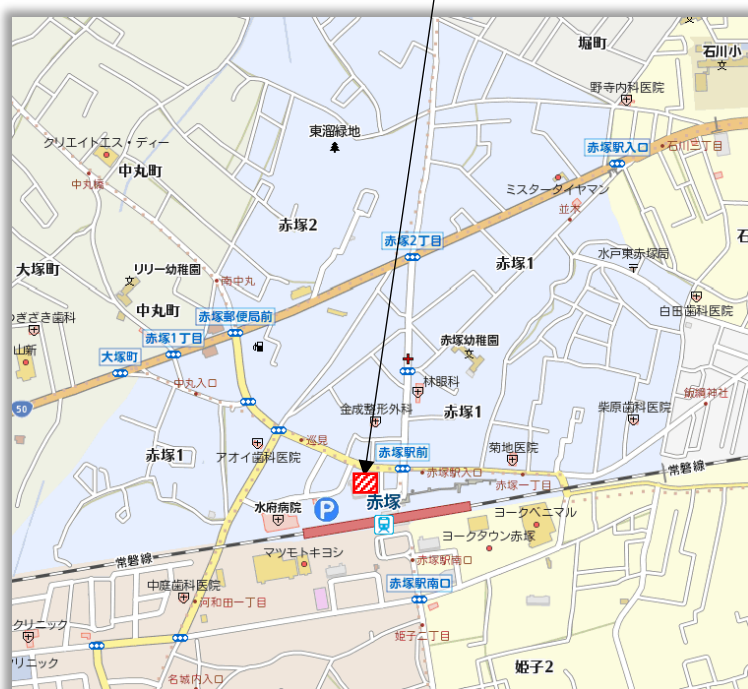 堀町
石川小
文
野寺内科医院
東溜緑地
赤塚駅入口
石川三丁目
クリエイトエス・ディー
中丸町
中丸橋
ミスタータイヤマン
並木
赤塚2
赤塚2丁目
赤塚1
水戸東赤塚局
石
大塚町
リリー幼稚園
文
南中丸
中丸町
白田歯科医院
つぎざき歯科
赤塚郵便局前
赤塚1丁目
山新
大塚町
赤塚幼稚園
文
中丸入口
林眼科
飯綱神社
50
金成整形外科
赤塚1
柴原歯科医院
巡見
赤塚1
アオイ歯科医院
赤塚駅前
菊地医院
赤塚駅入口
赤塚一丁目
常磐線
水府病院
P
赤塚
ヨークベニマル
ヨークタウン赤塚
常磐線
マツモトキヨシ
赤塚駅南口
中庭歯科医院
赤塚駅南口
河和田一丁目
クリニック
姫子二丁目
クリニック
名城内入口
姫子2